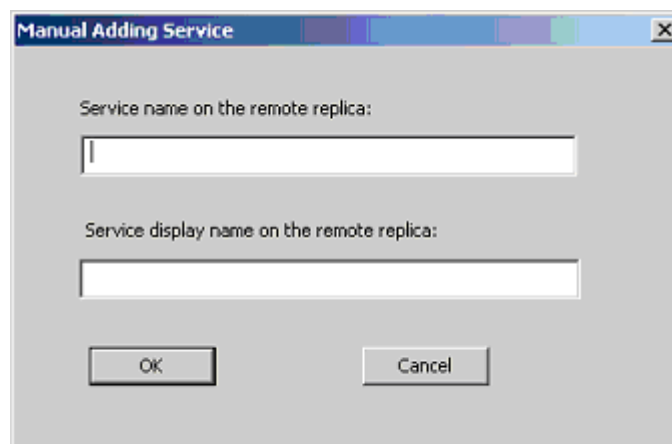 Manual Adding Service
Service name on the remote replica:
Service display name on the remote replica:
OK
Cancel